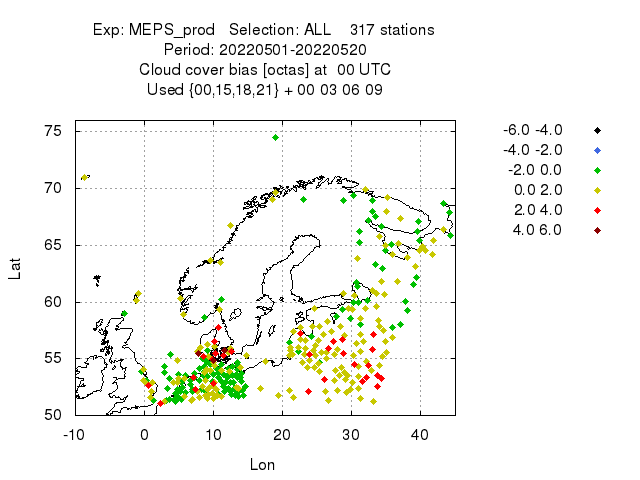 Exp: MEPS_prod   Selection: ALL    317 stations
Period: 20220501-20220520
Cloud cover bias [octas] at  00 UTC
Used {00,15,18,21} + 00 03 06 09
75
70
65
60
55
50
-10 0 10 20 30 40
Lat
Lon
-6.0 -4.0
-4.0 -2.0
-2.0 0.0
0.0 2.0
2.0 4.0
4.0 6.0